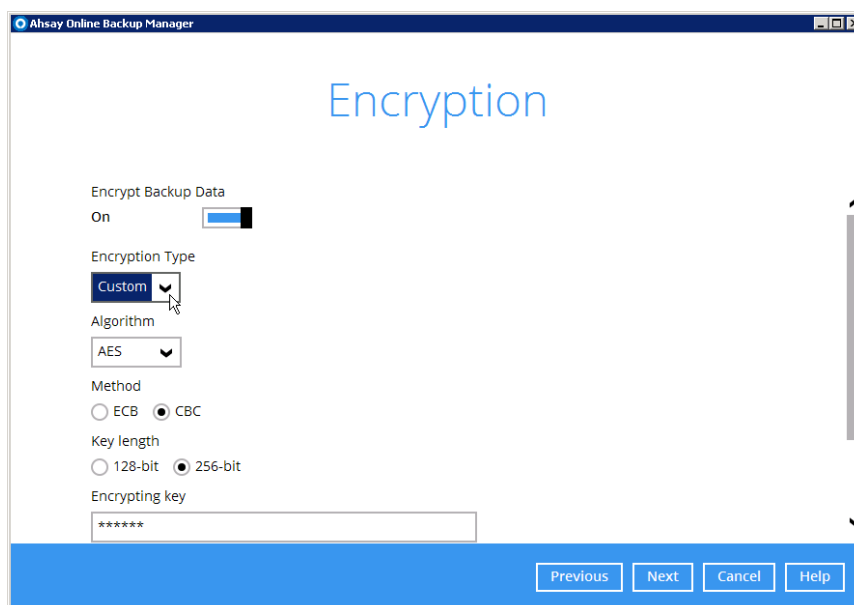 Ahsay Online Backup Manager
Encryption
Encrypt Backup Data
On
Encryption Type
Custom
Algorithm
AES
Method
ECB CBC
Key length
128-bit 256-bit
Encrypting key
******
Previous Next Cancel Help